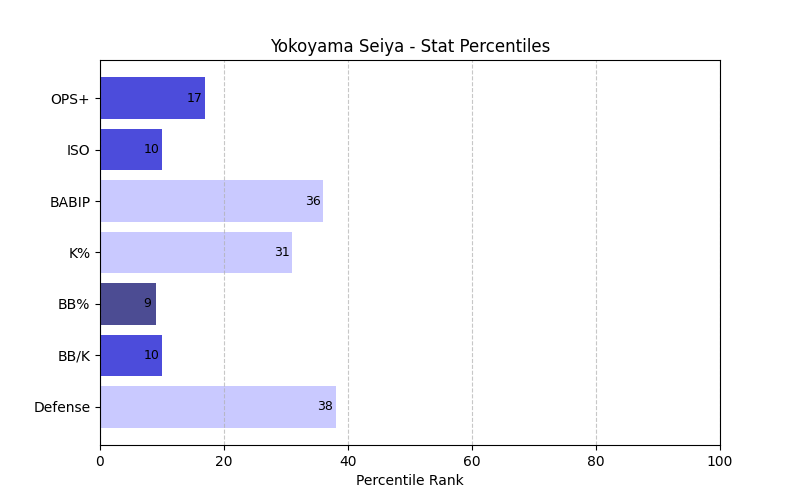 Yokoyama Seiya - Stat Percentiles
OPS+ 17
ISO 10
BABIP 36
K% 31
BB% 9
BB/K 10
Defense 38
0 20 40 60 80 100
Percentile Rank